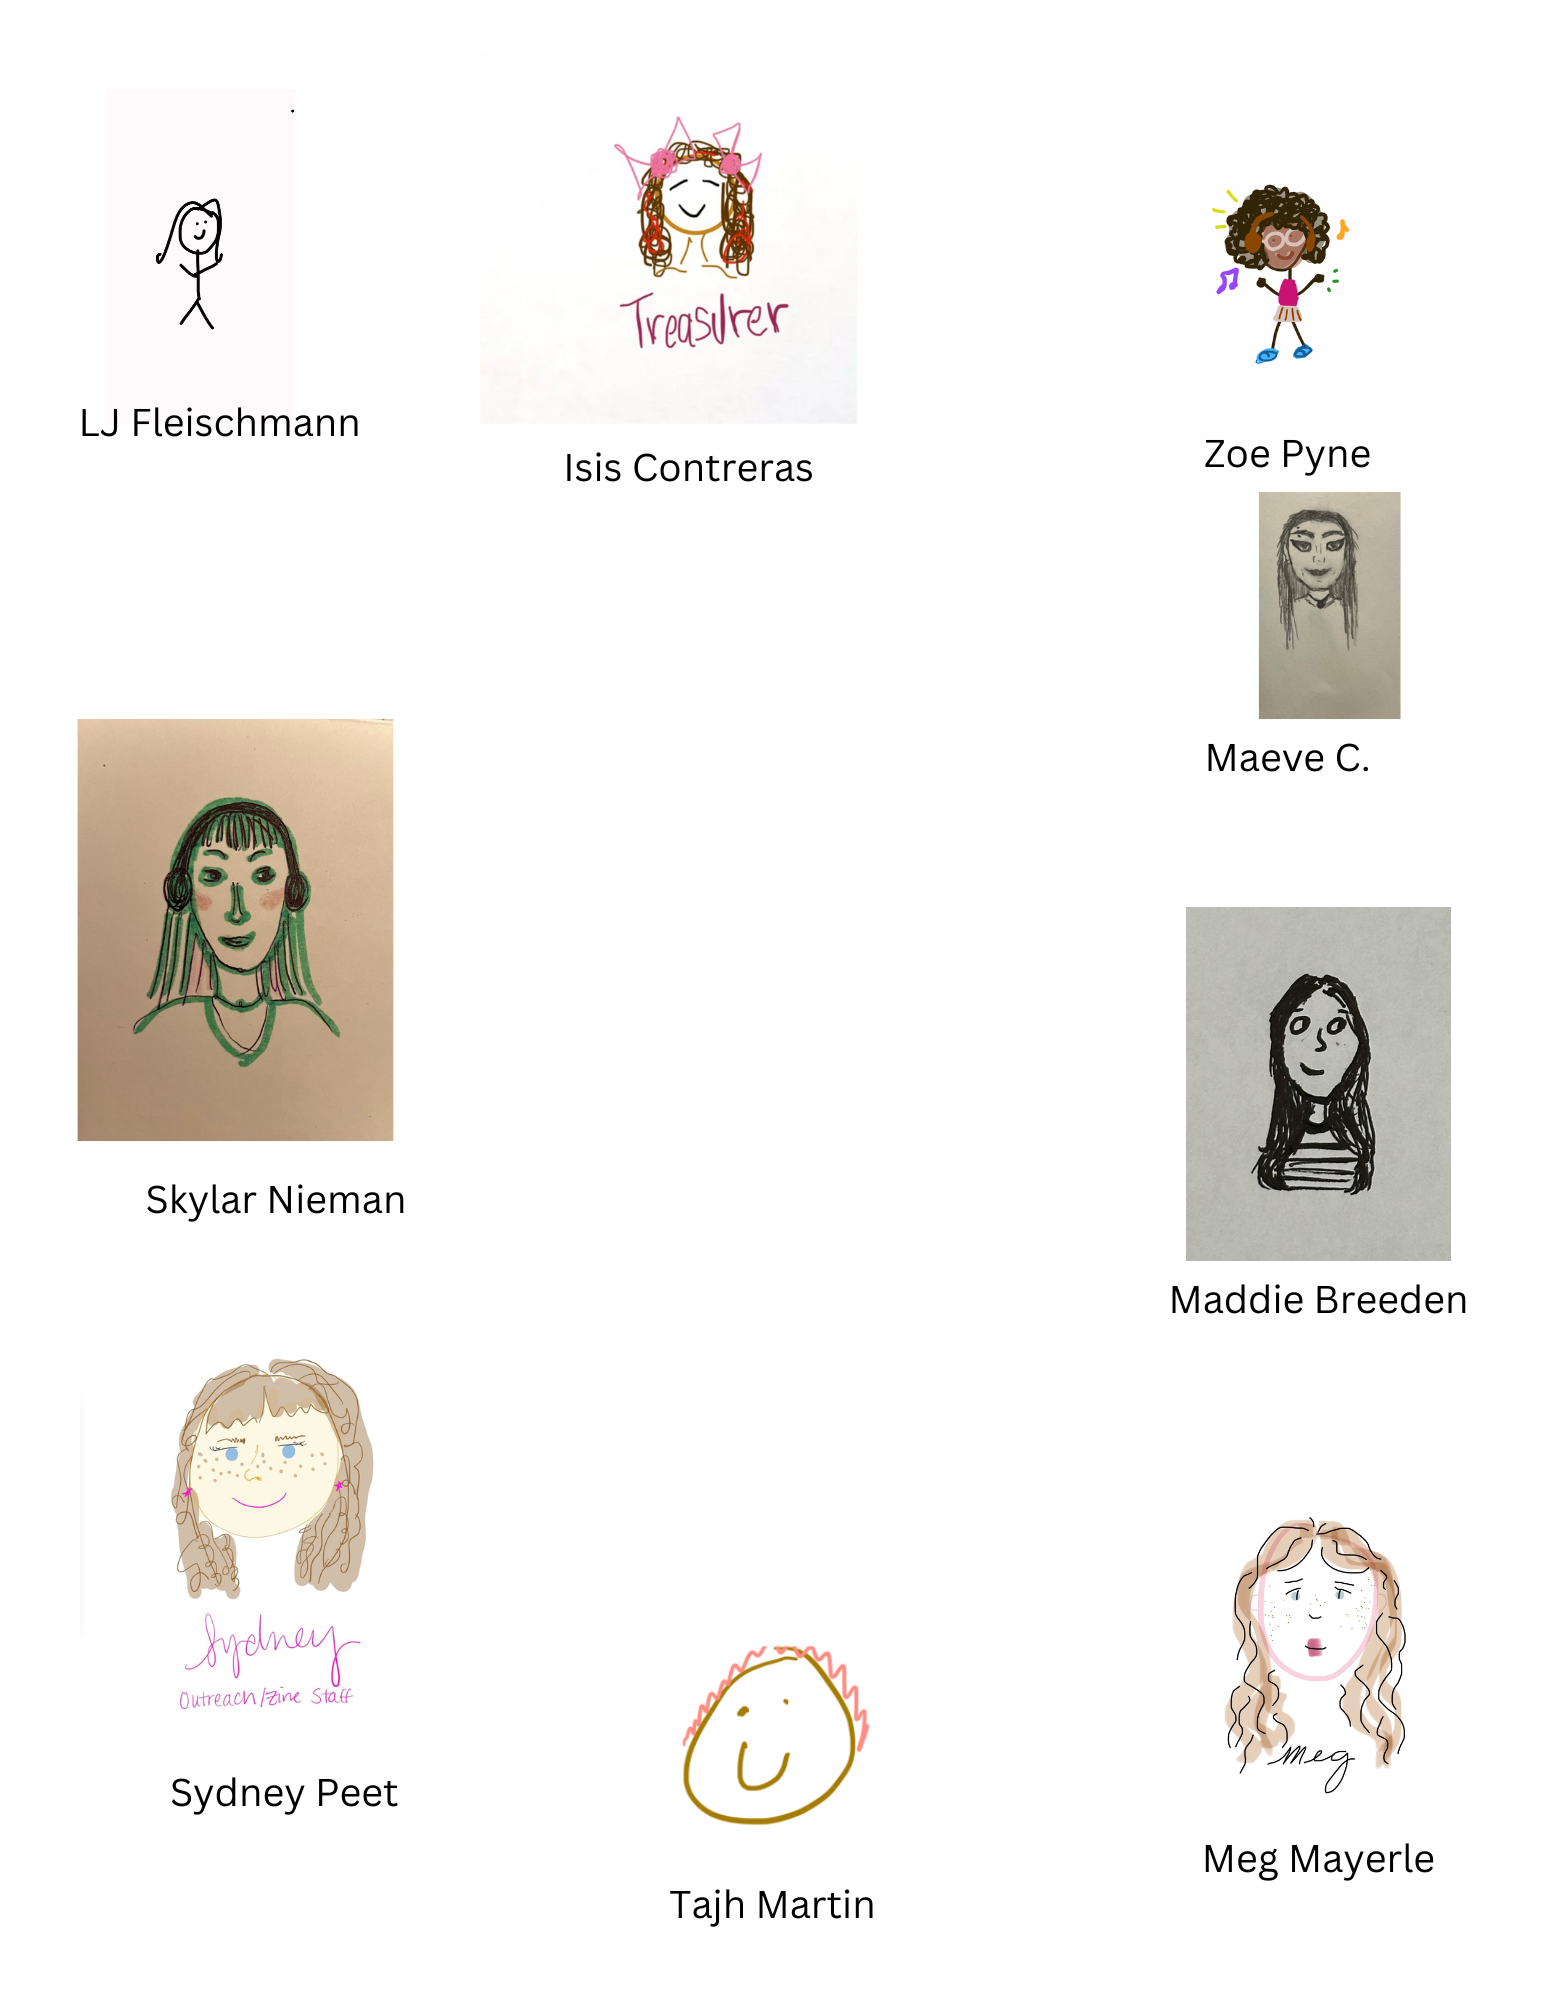 Treasurer
LJ Fleischmann
Isis Contreras
Zoe Pyne
Maeve C.
Skylar Nieman
Maddie Breeden
Sydney
Outreach/Zine Staff
Sydney Peet
meg
Meg Mayerle
Tajh Martin